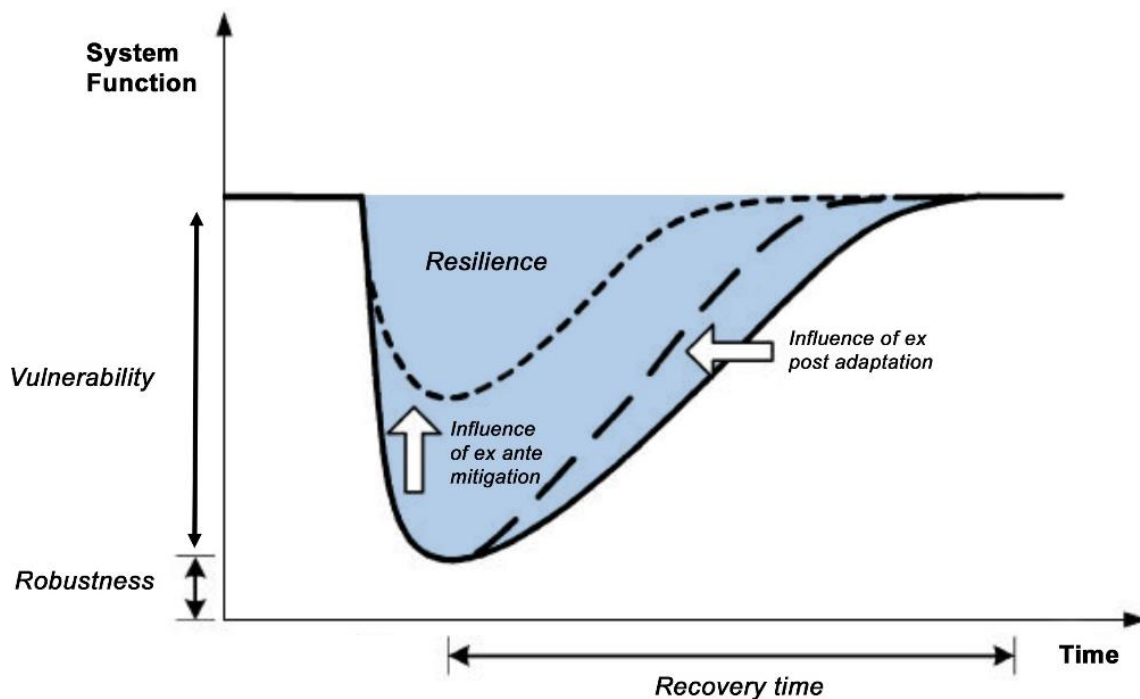 System
Function
Resilience
Influence of ex
post adaptation
Vulnerability
Influence
of ex ante
mitigation
Robustness
Time
Recovery time